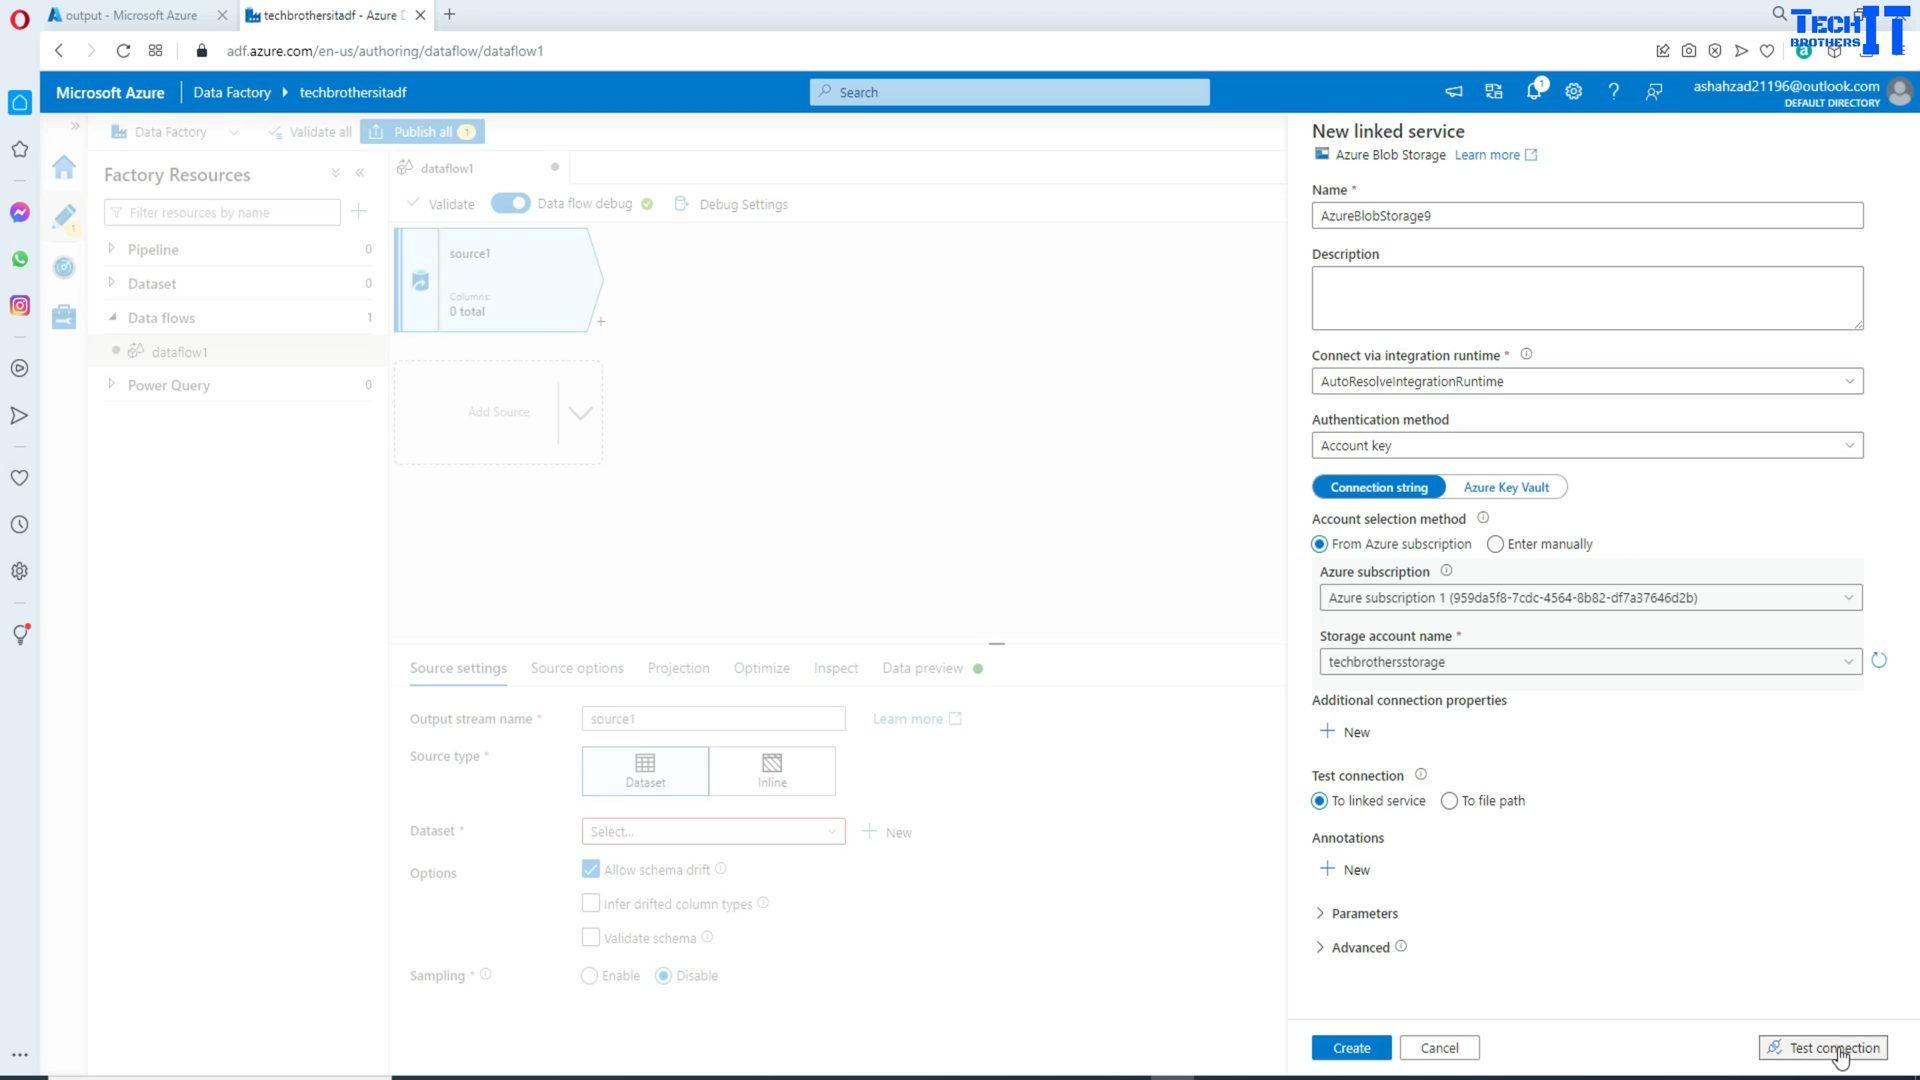 output - Microsoft Azure
techbrothersitadf - Azure D
TECH IT
BROTHERS
adf.azure.com/en-us/authoring/dataflow/dataflow1
a
Microsoft Azure
Data Factory
techbrothersitadf
Search
1
ashahzad21196@outlook.com
DEFAULT DIRECTORY
Data Factory
Validate all
Publish all 1
Factory Resources
Filter resources by name
1
Pipeline 0
Dataset 0
Data flows 1
dataflow1
Power Query 0
dataflow1
Validate
Data flow debug
Debug Settings
source1
Columns:
0 total
Add Source
Source settings
Source options
Projection
Optimize
Inspect
Data preview
Output stream name *
source1
Learn more
Source type *
Dataset
Inline
Dataset *
Select...
New
Options
Allow schema drift
Infer drifted column types
Validate schema
Sampling *
Enable
Disable
New linked service
Azure Blob Storage Learn more
Name *
AzureBlobStorage9
Description
Connect via integration runtime *
AutoResolveIntegrationRuntime
Authentication method
Account key
Connection string
Azure Key Vault
Account selection method
From Azure subscription
Enter manually
Azure subscription
Azure subscription 1 (959da5f8-7cdc-4564-8b82-df7a37646d2b)
Storage account name *
techbrothersstorage
Additional connection properties
New
Test connection
To linked service
To file path
Annotations
New
Parameters
Advanced
Create
Cancel
Test connection